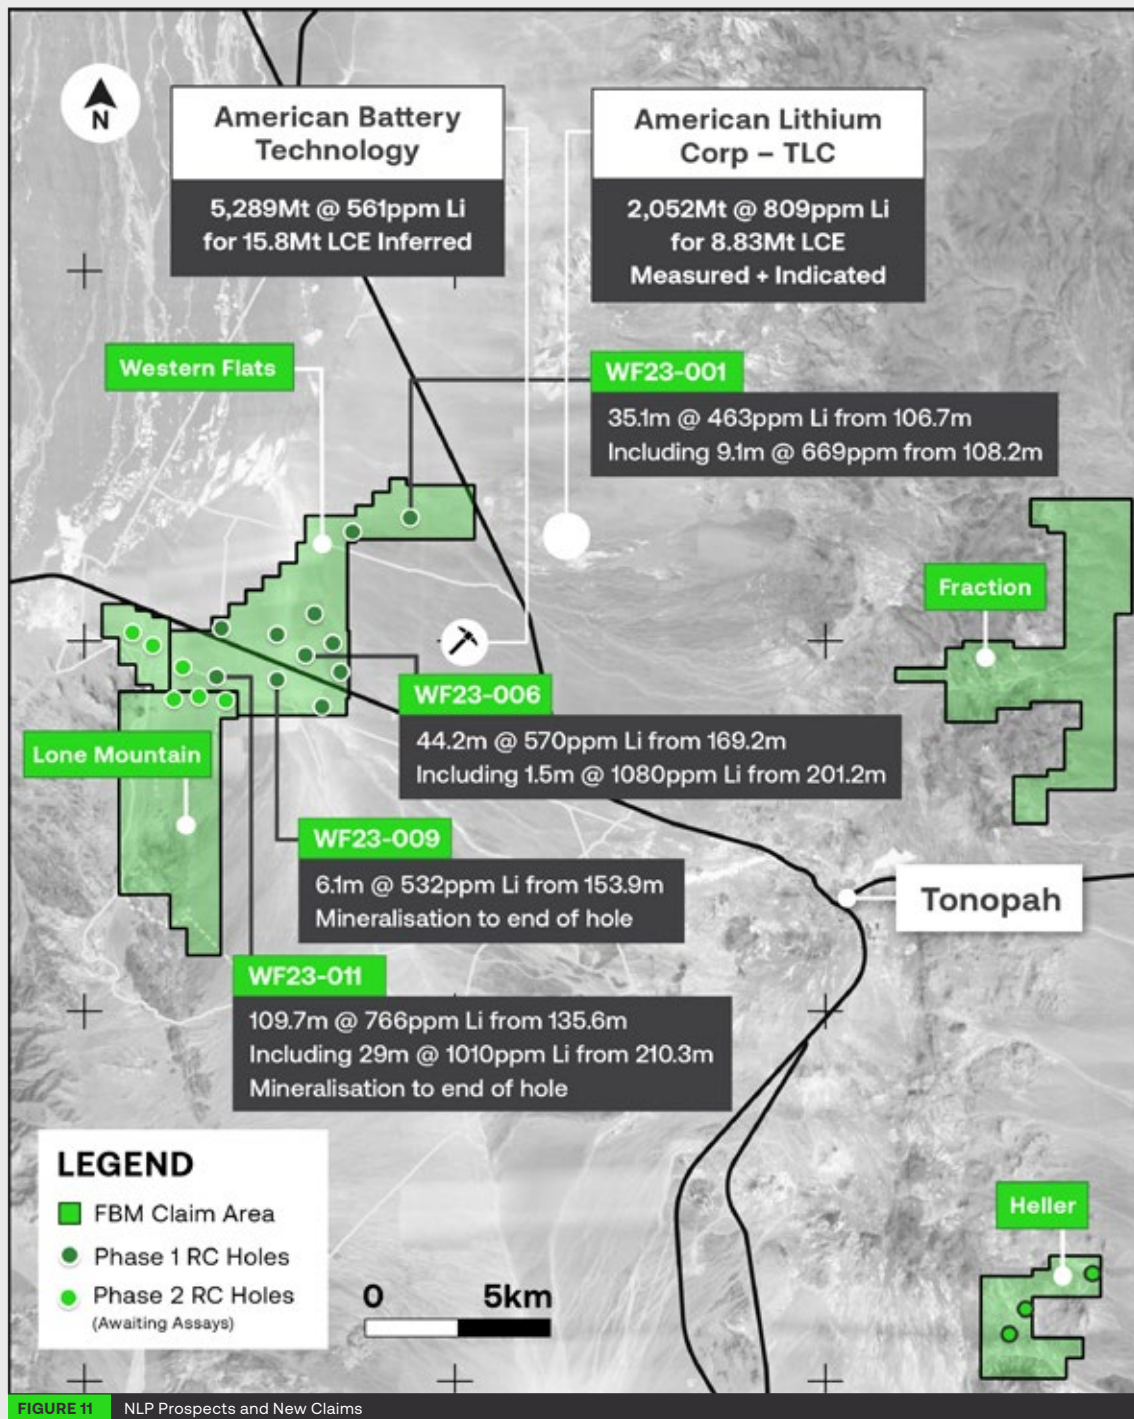 N
American Battery
Technology
5,289Mt @ 561ppm Li
for 15.8Mt LCE Inferred
American Lithium
Corp – TLC
2,052Mt @ 809ppm Li
for 8.83Mt LCE
Measured + Indicated
Western Flats
WF23-001
35.1m @ 463ppm Li from 106.7m
Including 9.1m @ 669ppm from 108.2m
Fraction
WF23-006
44.2m @ 570ppm Li from 169.2m
Including 1.5m @ 1080ppm Li from 201.2m
Lone Mountain
WF23-009
6.1m @ 532ppm Li from 153.9m
Mineralisation to end of hole
Tonopah
WF23-011
109.7m @ 766ppm Li from 135.6m
Including 29m @ 1010ppm Li from 210.3m
Mineralisation to end of hole
LEGEND
FBM Claim Area
Phase 1 RC Holes
Phase 2 RC Holes
(Awaiting Assays)
0 5km
Heller
FIGURE 11 NLP Prospects and New Claims